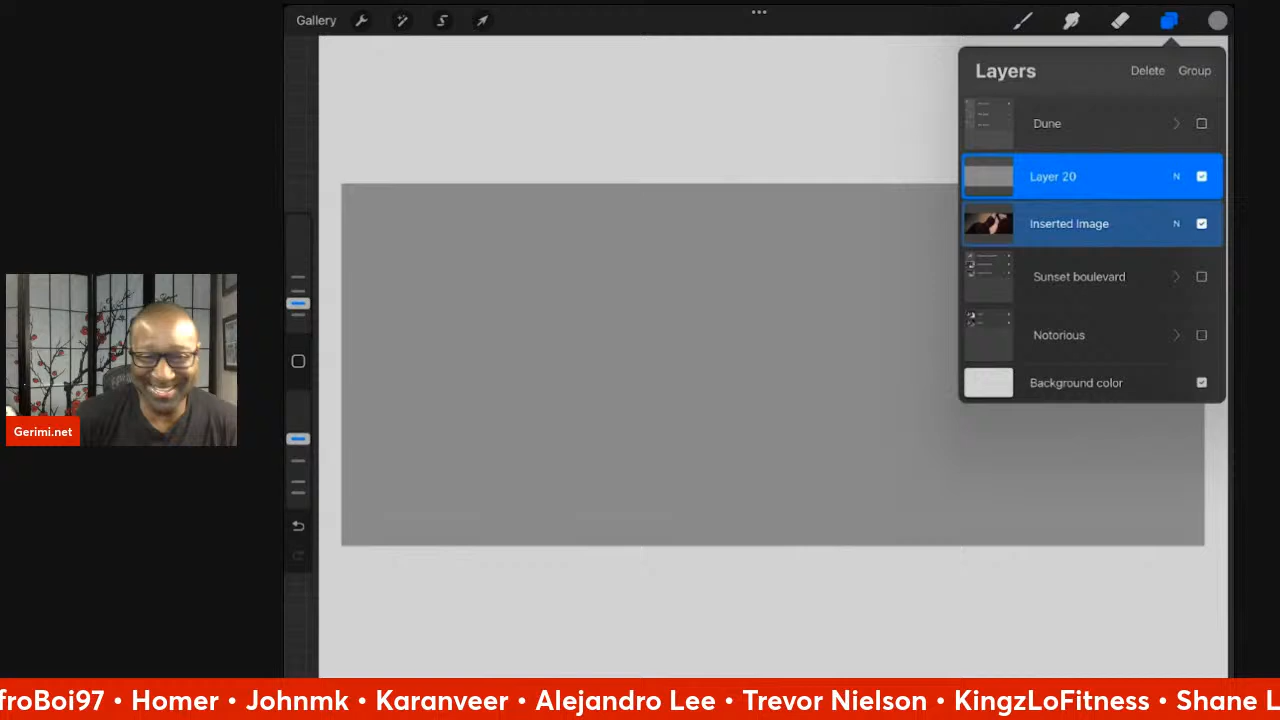 Gallery
Layers Delete Group
Dune
Layer 20 N
Inserted Image N
Sunset boulevard
Notorious
Background color
Gerimi.net
froBoi97 • Homer • Johnmk • Karanveer • Alejandro Lee • Trevor Nielson • KingzLoFitness • Shane L